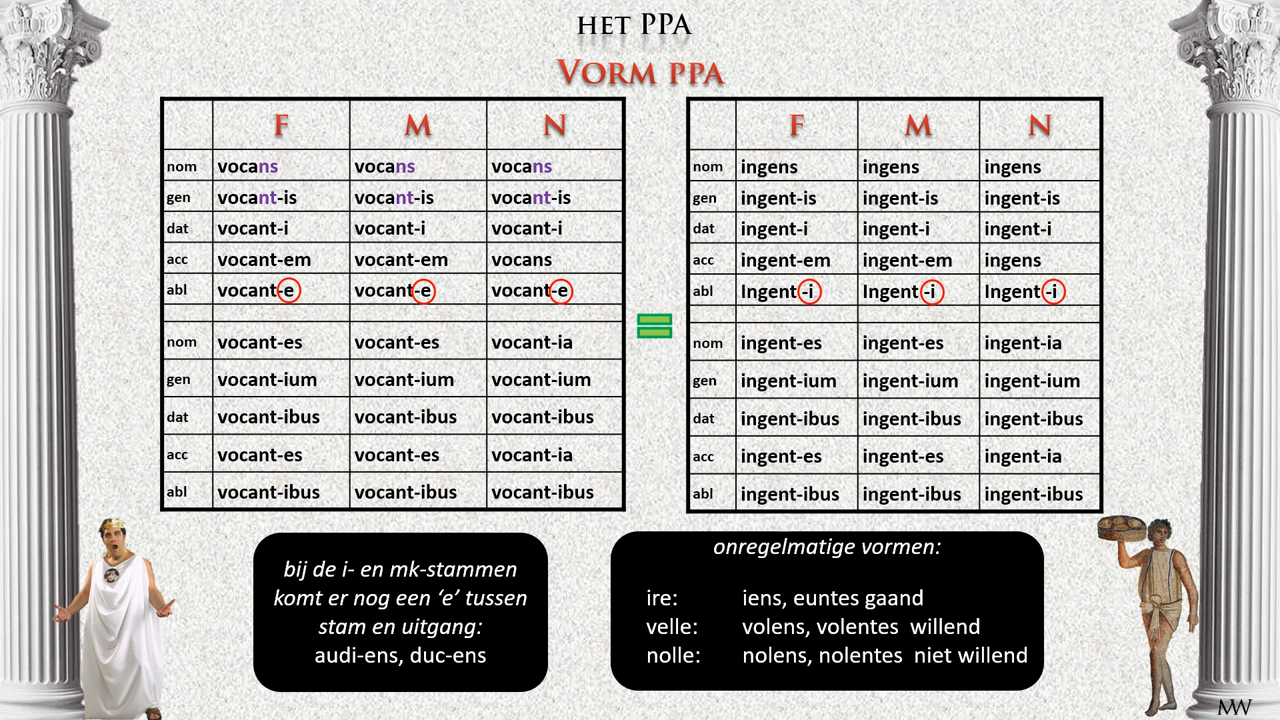 HET PPA
VORM PPA
F M N
nom vocans vocans vocans
gen vocant-is vocant-is vocant-is
dat vocant-i vocant-i vocant-i
acc vocant-em vocant-em vocans
abl vocant-e vocant-e vocant-e
nom vocant-es vocant-es vocant-ia
gen vocant-ium vocant-ium vocant-ium
dat vocant-ibus vocant-ibus vocant-ibus
acc vocant-es vocant-es vocant-ia
abl vocant-ibus vocant-ibus vocant-ibus
=
F M N
nom ingens ingens ingens
gen ingent-is ingent-is ingent-is
dat ingent-i ingent-i ingent-i
acc ingent-em ingent-em ingens
abl Ingent-i Ingent-i Ingent-i
nom ingent-es ingent-es ingent-ia
gen ingent-ium ingent-ium ingent-ium
dat ingent-ibus ingent-ibus ingent-ibus
acc ingent-es ingent-es ingent-ia
abl ingent-ibus ingent-ibus ingent-ibus
bij de i- en mk-stammen
komt er nog een ‘e’ tussen
stam en uitgang:
audi-ens, duc-ens
onregelmatige vormen:
ire: iens, euntes gaand
velle: volens, volentes willend
nolle: nolens, nolentes niet willend
MW